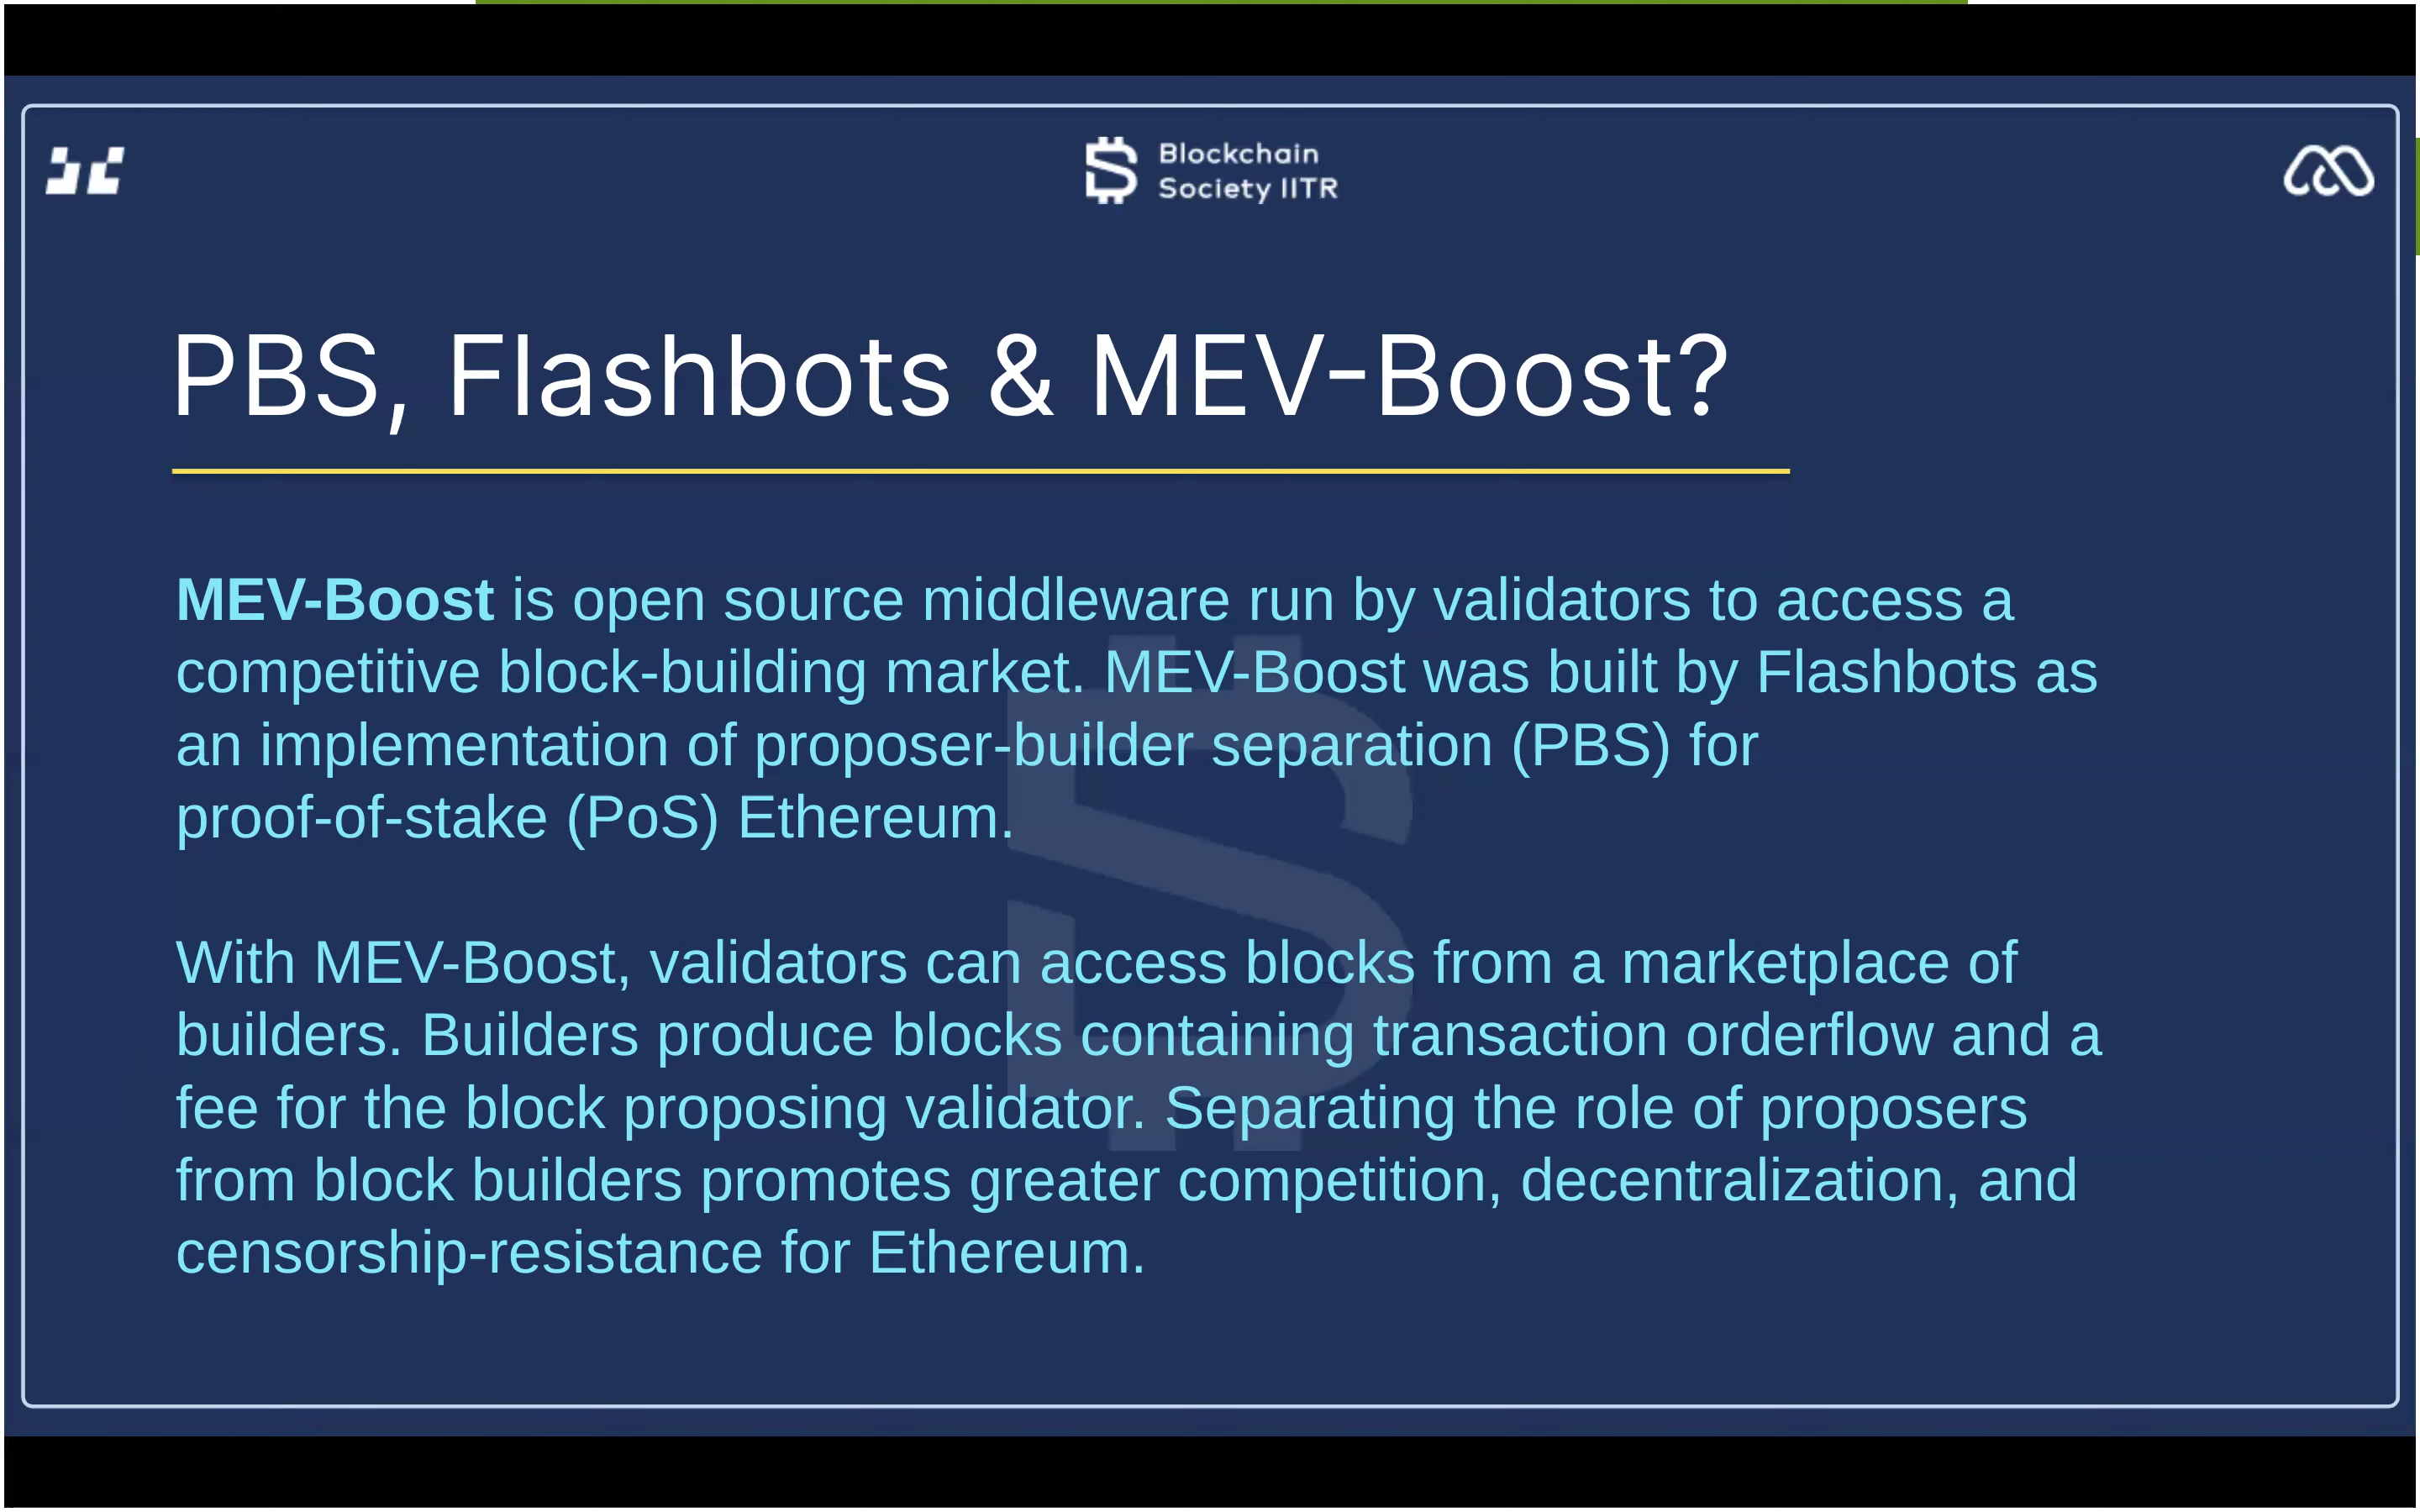 Blockchain
Society IITR
PBS, Flashbots & MEV-Boost?
MEV-Boost is open source middleware run by validators to access a
competitive block-building market. MEV-Boost was built by Flashbots as
an implementation of proposer-builder separation (PBS) for
proof-of-stake (PoS) Ethereum.
With MEV-Boost, validators can access blocks from a marketplace of
builders. Builders produce blocks containing transaction orderflow and a
fee for the block proposing validator. Separating the role of proposers
from block builders promotes greater competition, decentralization, and
censorship-resistance for Ethereum.